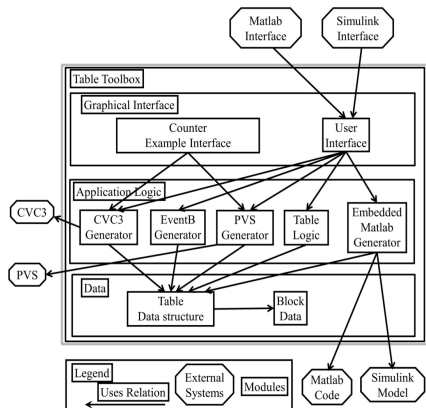 Matlab
Interface
Simulink
Interface
Table Toolbox
Graphical Interface
Counter
Example Interface
User
Interface
Application Logic
CVC3
CVC3
Generator
EventB
Generator
PVS
Generator
Table
Logic
Embedded
Matlab
Generator
PVS
Data
Table
Data structure
Block
Data
Legend
Uses Relation
External
Systems
Modules
Matlab
Code
Simulink
Model